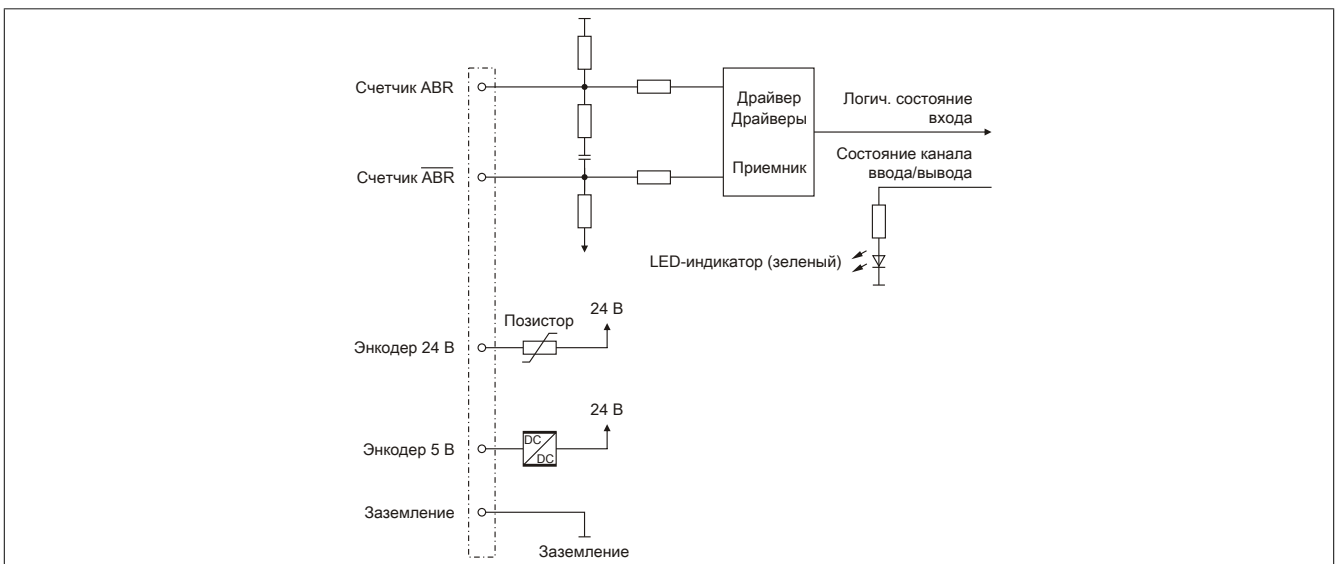 Счетчик ABR
Драйвер
Драйверы
Приемник
Логич. состояние
входа
Счетчик A̅B̅R̅
Состояние канала
ввода/вывода
LED-индикатор (зеленый)
24 В
Позистор
Энкодер 24 В
24 В
Энкодер 5 В
DC
DC
Заземление
Заземление